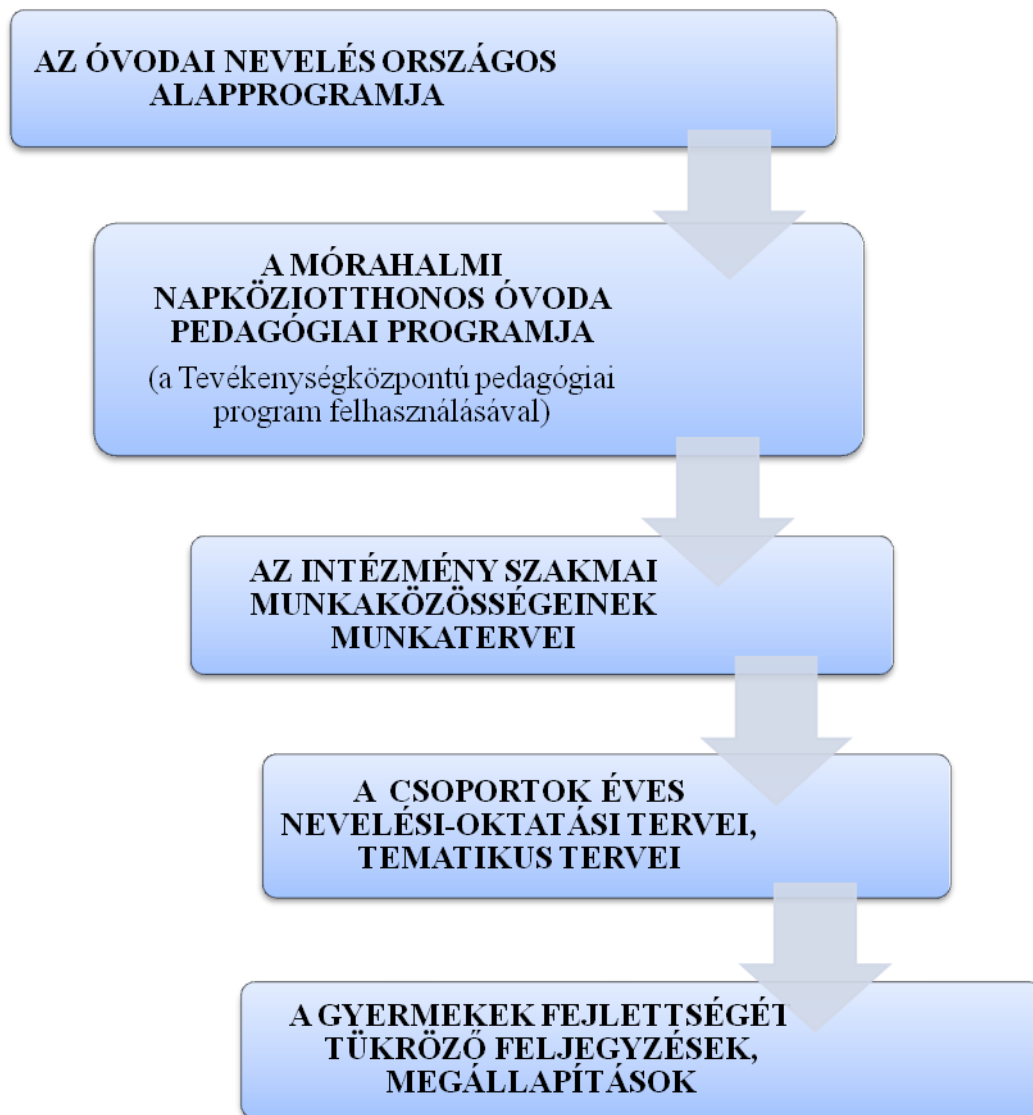 AZ ÓVODAI NEVELÉS ORSZÁGOS
ALAPPROGRAMJA
A MÓRAHALMI
NAPKÖZIOTTHONOS ÓVODA
PEDAGÓGIAI PROGRAMJA
(a Tevékenységközpontú pedagógiai
program felhasználásával)
AZ INTÉZMÉNY SZAKMAI
MUNKAKÖZÖSSÉGEINEK
MUNKATERVEI
A CSOPORTOK ÉVES
NEVELÉSI-OKTATÁSI TERVEI,
TEMATIKUS TERVEI
A GYERMEKEK FEJLETTSÉGÉT
TÜKRÖZŐ FELJEGYZÉSEK,
MEGÁLLAPÍTÁSOK